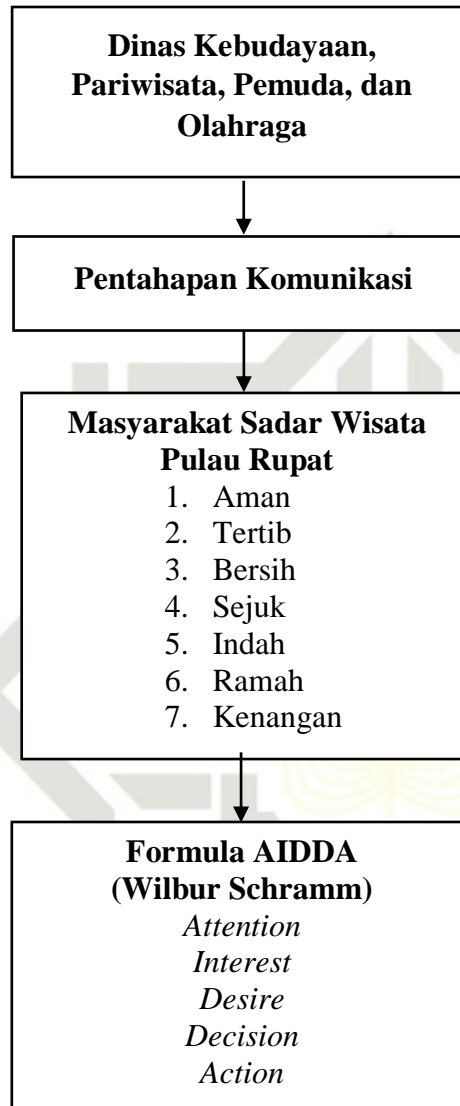 Dinas Kebudayaan,
Pariwisata, Pemuda, dan
Olahraga
Pentahapan Komunikasi
Masyarakat Sadar Wisata
Pulau Rupat
1. Aman
2. Tertib
3. Bersih
4. Sejuk
5. Indah
6. Ramah
7. Kenangan
Formula AIDDA
(Wilbur Schramm)
Attention
Interest
Desire
Decision
Action